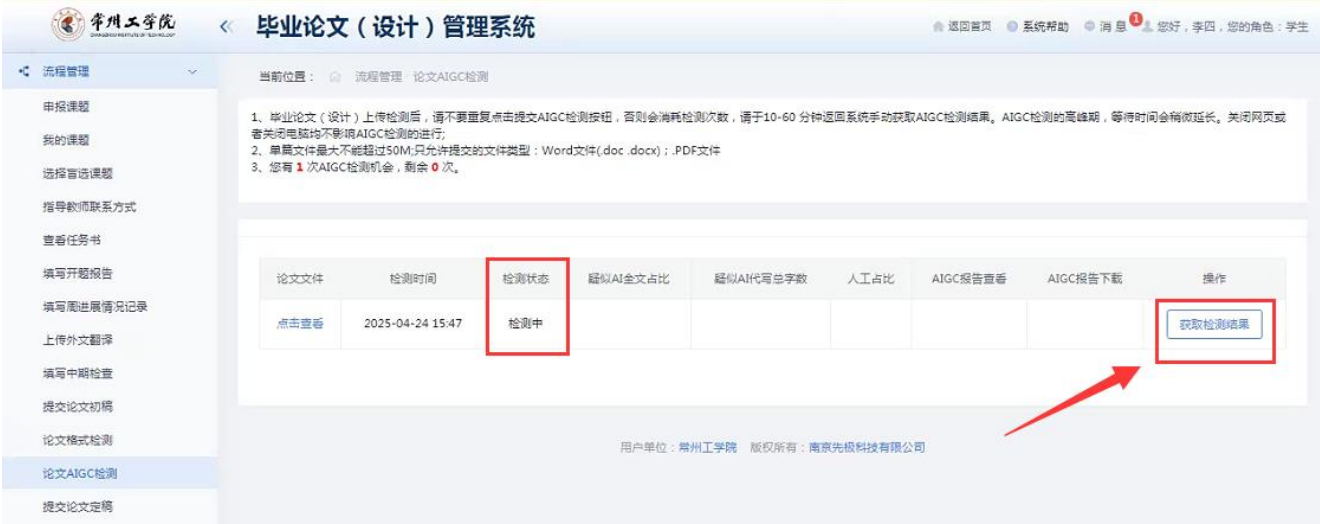 常州工学院
CHANGZHOU INSTITUTE OF TECHNOLOGY
« 毕业论文（设计）管理系统
返回首页 系统帮助 消 息 1 您好，李四，您的角色：学生
流程管理
申报课题
我的课题
选择盲选课题
指导教师联系方式
查看任务书
填写开题报告
填写周进展情况记录
上传外文翻译
填写中期检查
提交论文初稿
论文格式检测
论文AIGC检测
提交论文定稿
当前位置： 流程管理 论文AIGC检测
1、毕业论文（设计）上传检测后，请不要重复点击提交AIGC检测按钮，否则会消耗检测次数，请于10-60 分钟返回系统手动获取AIGC检测结果。AIGC检测的高峰期，等待时间会稍微延长。关闭网页或
者关闭电脑均不影响AIGC检测的进行;
2、单篇文件最大不能超过50M;只允许提交的文件类型：Word文件(.doc .docx)；.PDF文件
3、您有 1 次AIGC检测机会，剩余 0 次。
论文文件 检测时间 检测状态 疑似AI全文占比 疑似AI代写总字数 人工占比 AIGC报告查看 AIGC报告下载 操作
点击查看 2025-04-24 15:47 检测中 获取检测结果
用户单位：常州工学院 版权所有：南京先极科技有限公司